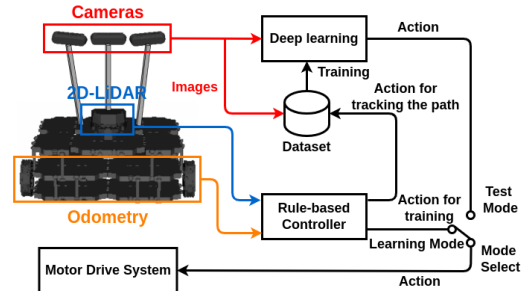 Cameras
Deep learning
Action
2D-LiDAR
Images
Training
Action for
tracking the path
Dataset
Rule-based
Controller
Action for
training
Test
Mode
Odometry
Learning Mode
Mode
Select
Motor Drive System
Action